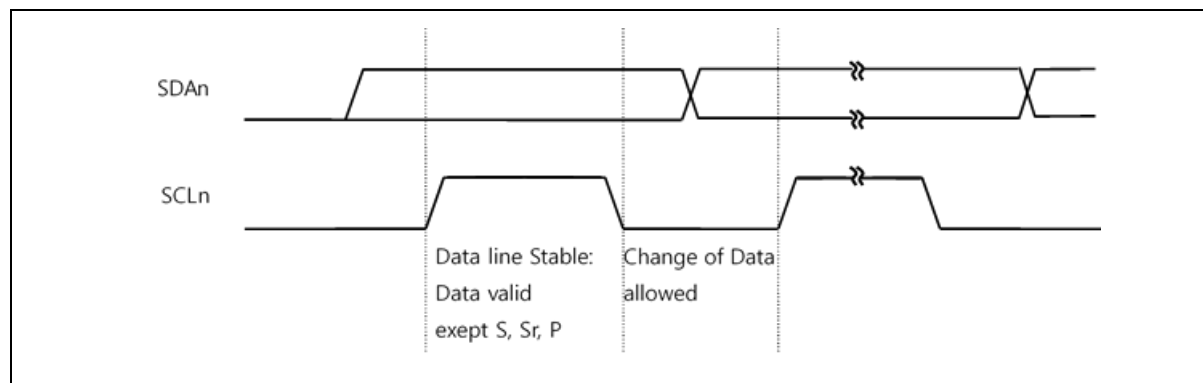 SDAn
SCLn
Data line Stable:
Data valid
exept S, Sr, P
Change of Data
allowed